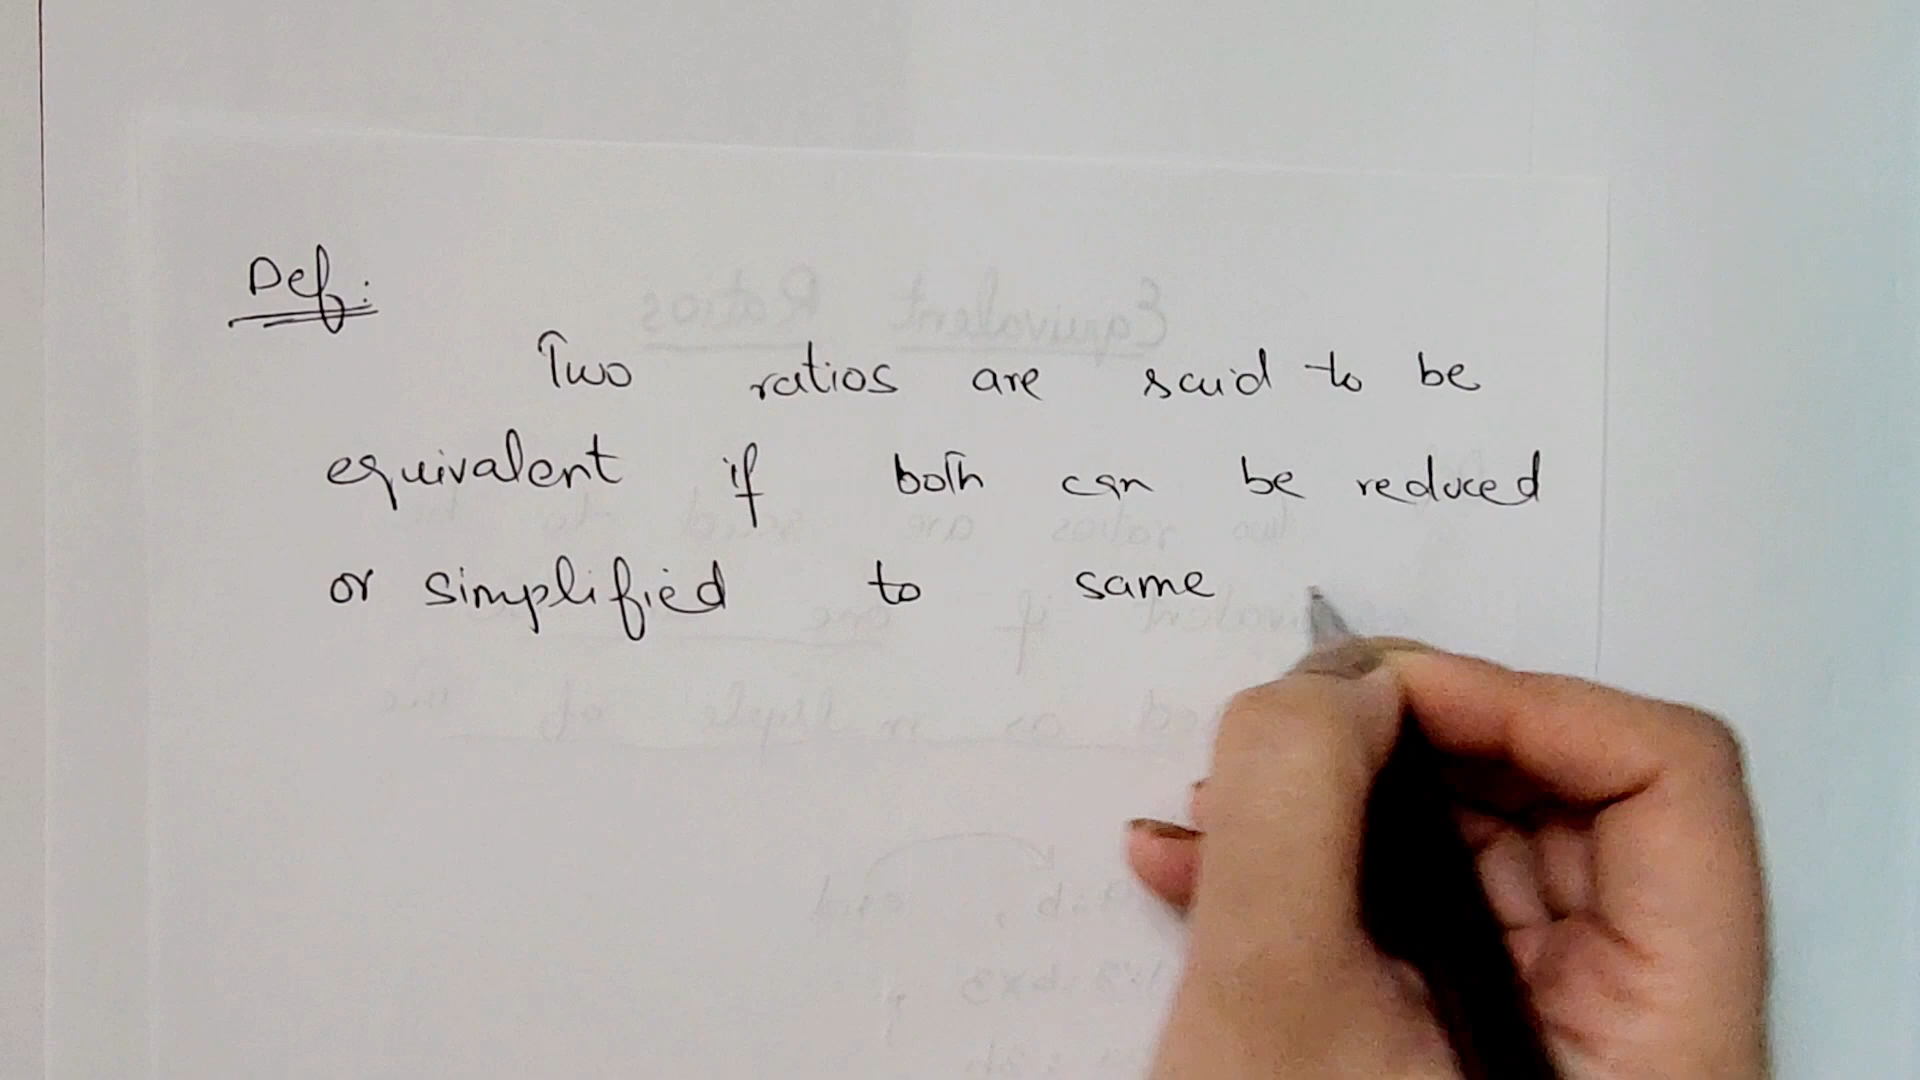 Def:
Two ratios are said to be
equivalent if both can be reduced
or simplified to same